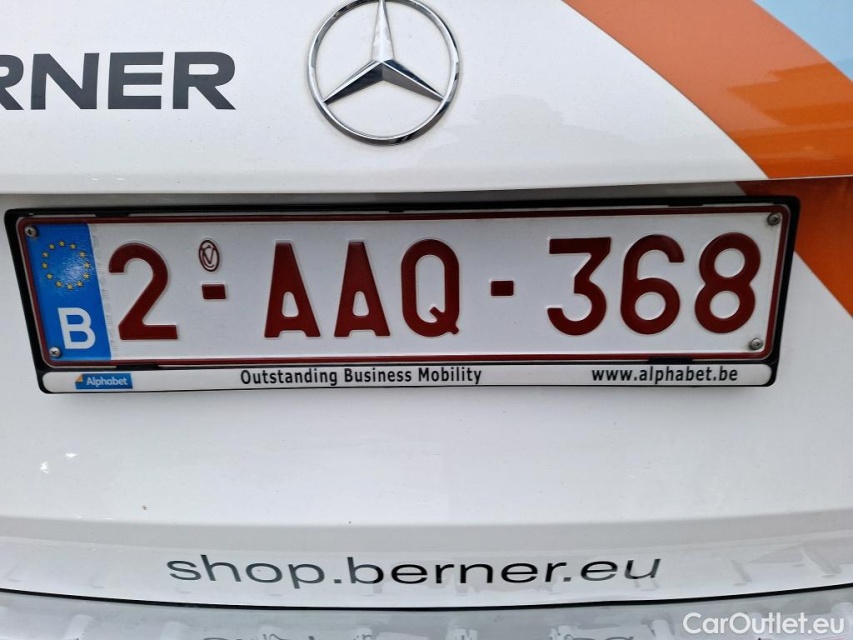 RNER
B 2-AAQ-368
Alphabet Outstanding Business Mobility www.alphabet.be
shop.berner.eu
CarOutlet.eu